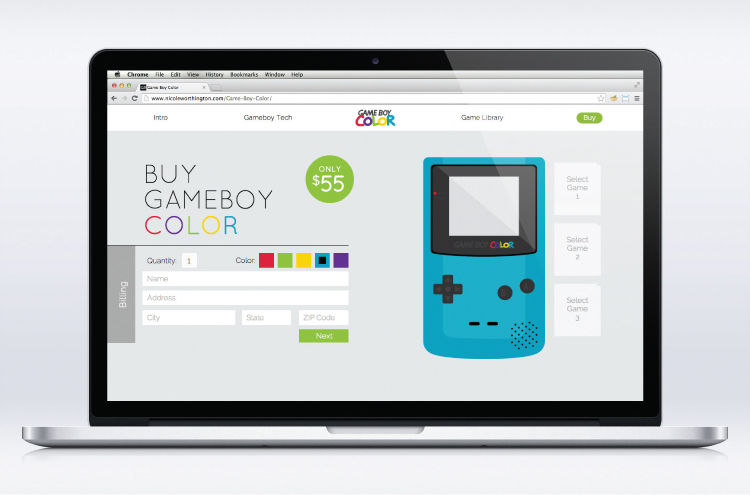 Chrome File Edit View History Bookmarks Window Help
Game Boy Color
www.nicoleworthington.com/Game-Boy-Color/
Intro
Gameboy Tech
GAME BOY
COLOR
Game Library
Buy
BUY
GAMEBOY
COLOR
ONLY
$55
Billing
Quantity: 1
Color:
Name
Address
City
State
ZIP Code
Next
GAME BOY COLOR
Select
Game
1
Select
Game
2
Select
Game
3